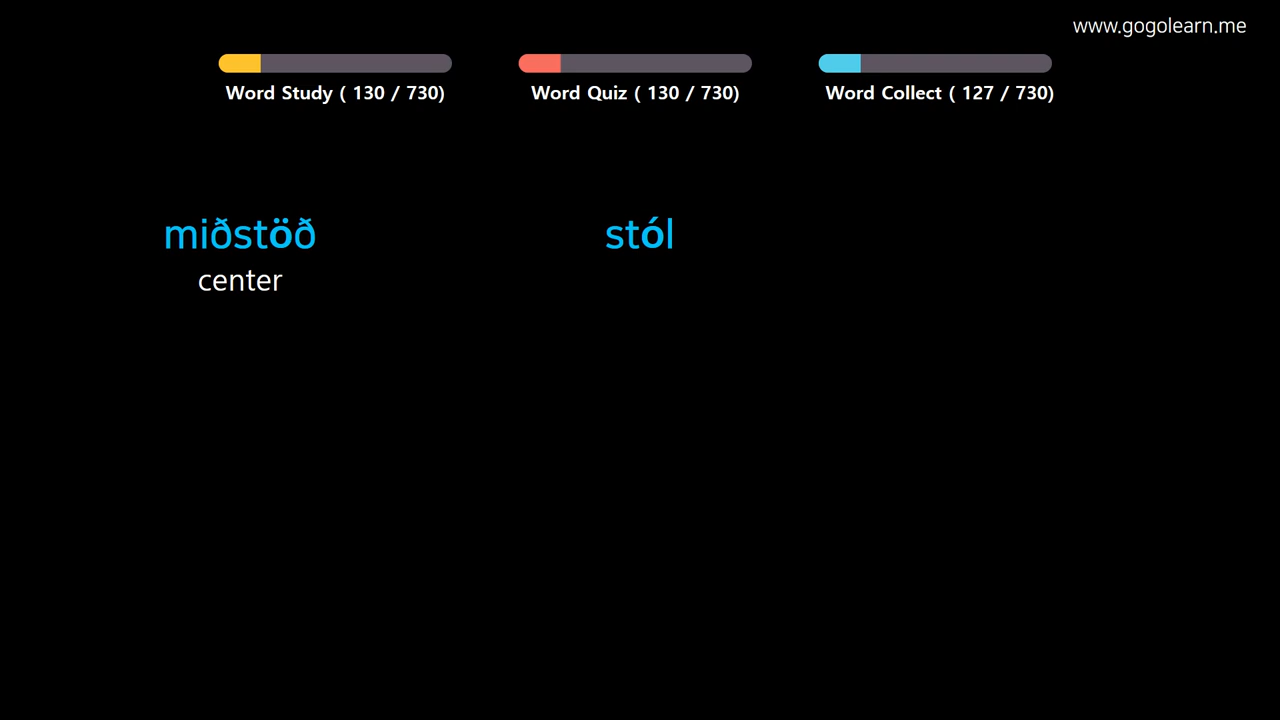 www.gogolearn.me
Word Study ( 130 / 730)
Word Quiz ( 130 / 730)
Word Collect ( 127 / 730)
miðstöð
center
stól